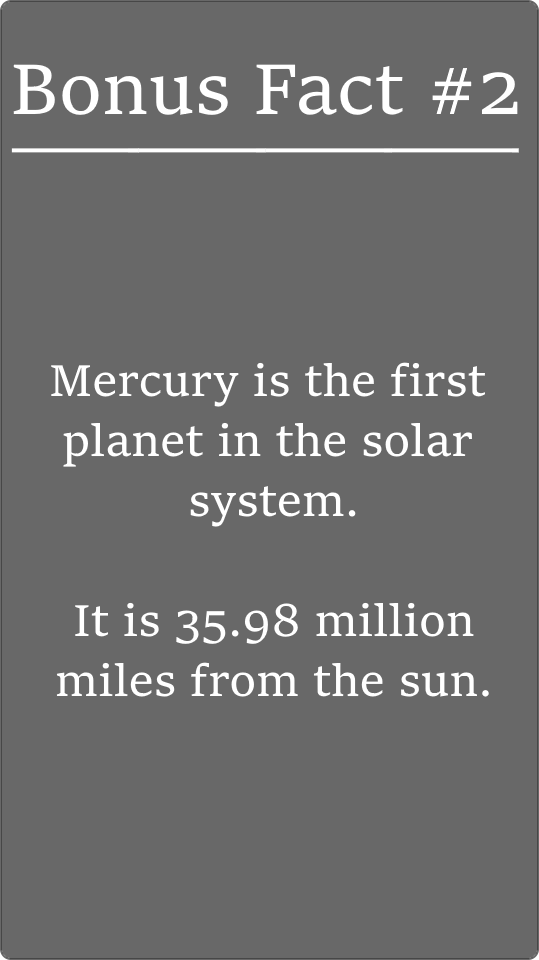 Bonus Fact #2
Mercury is the first
planet in the solar
system.
It is 35.98 million
miles from the sun.